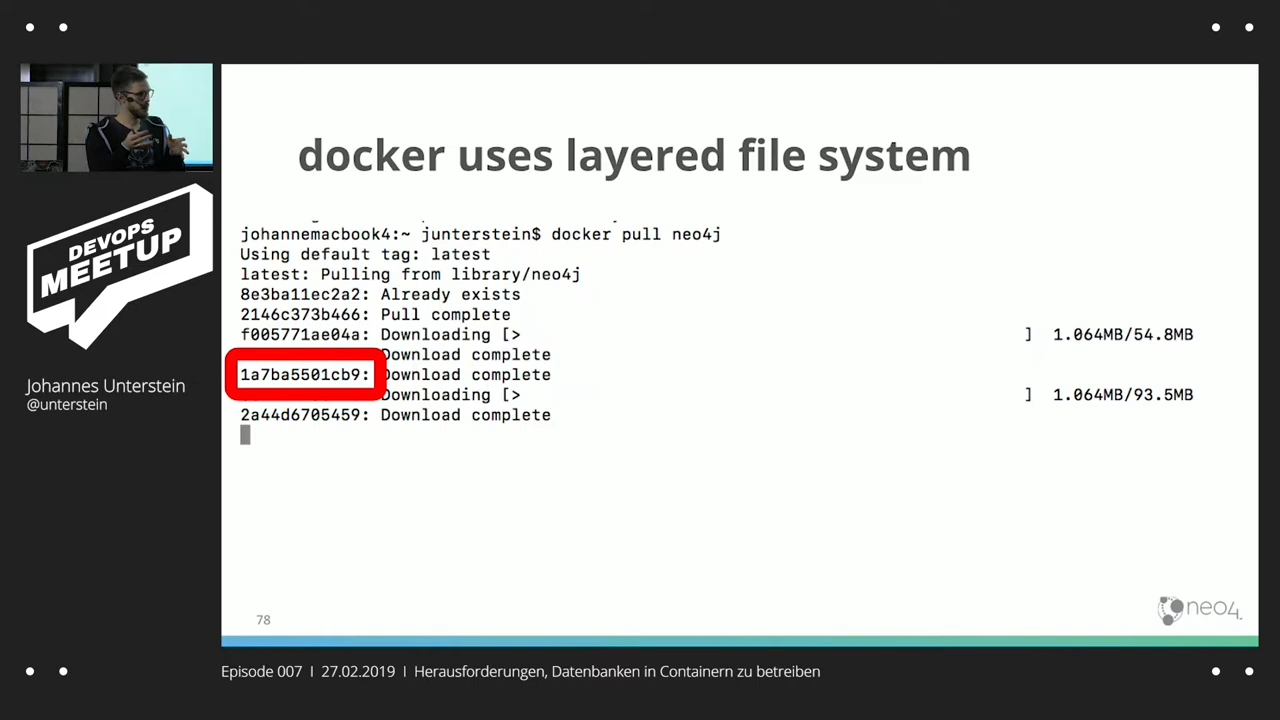 DEVOPS
MEETUP
Johannes Unterstein
@unterstein
docker uses layered file system
johannemacbook4:~ junterstein$ docker pull neo4j
Using default tag: latest
latest: Pulling from library/neo4j
8e3ba11ec2a2: Already exists
2146c373b466: Pull complete
f005771ae04a: Downloading [> ] 1.064MB/54.8MB
Download complete
1a7ba5501cb9: Download complete
Downloading [> ] 1.064MB/93.5MB
2a44d6705459: Download complete
78
neo4j
Episode 007 | 27.02.2019 | Herausforderungen, Datenbanken in Containern zu betreiben